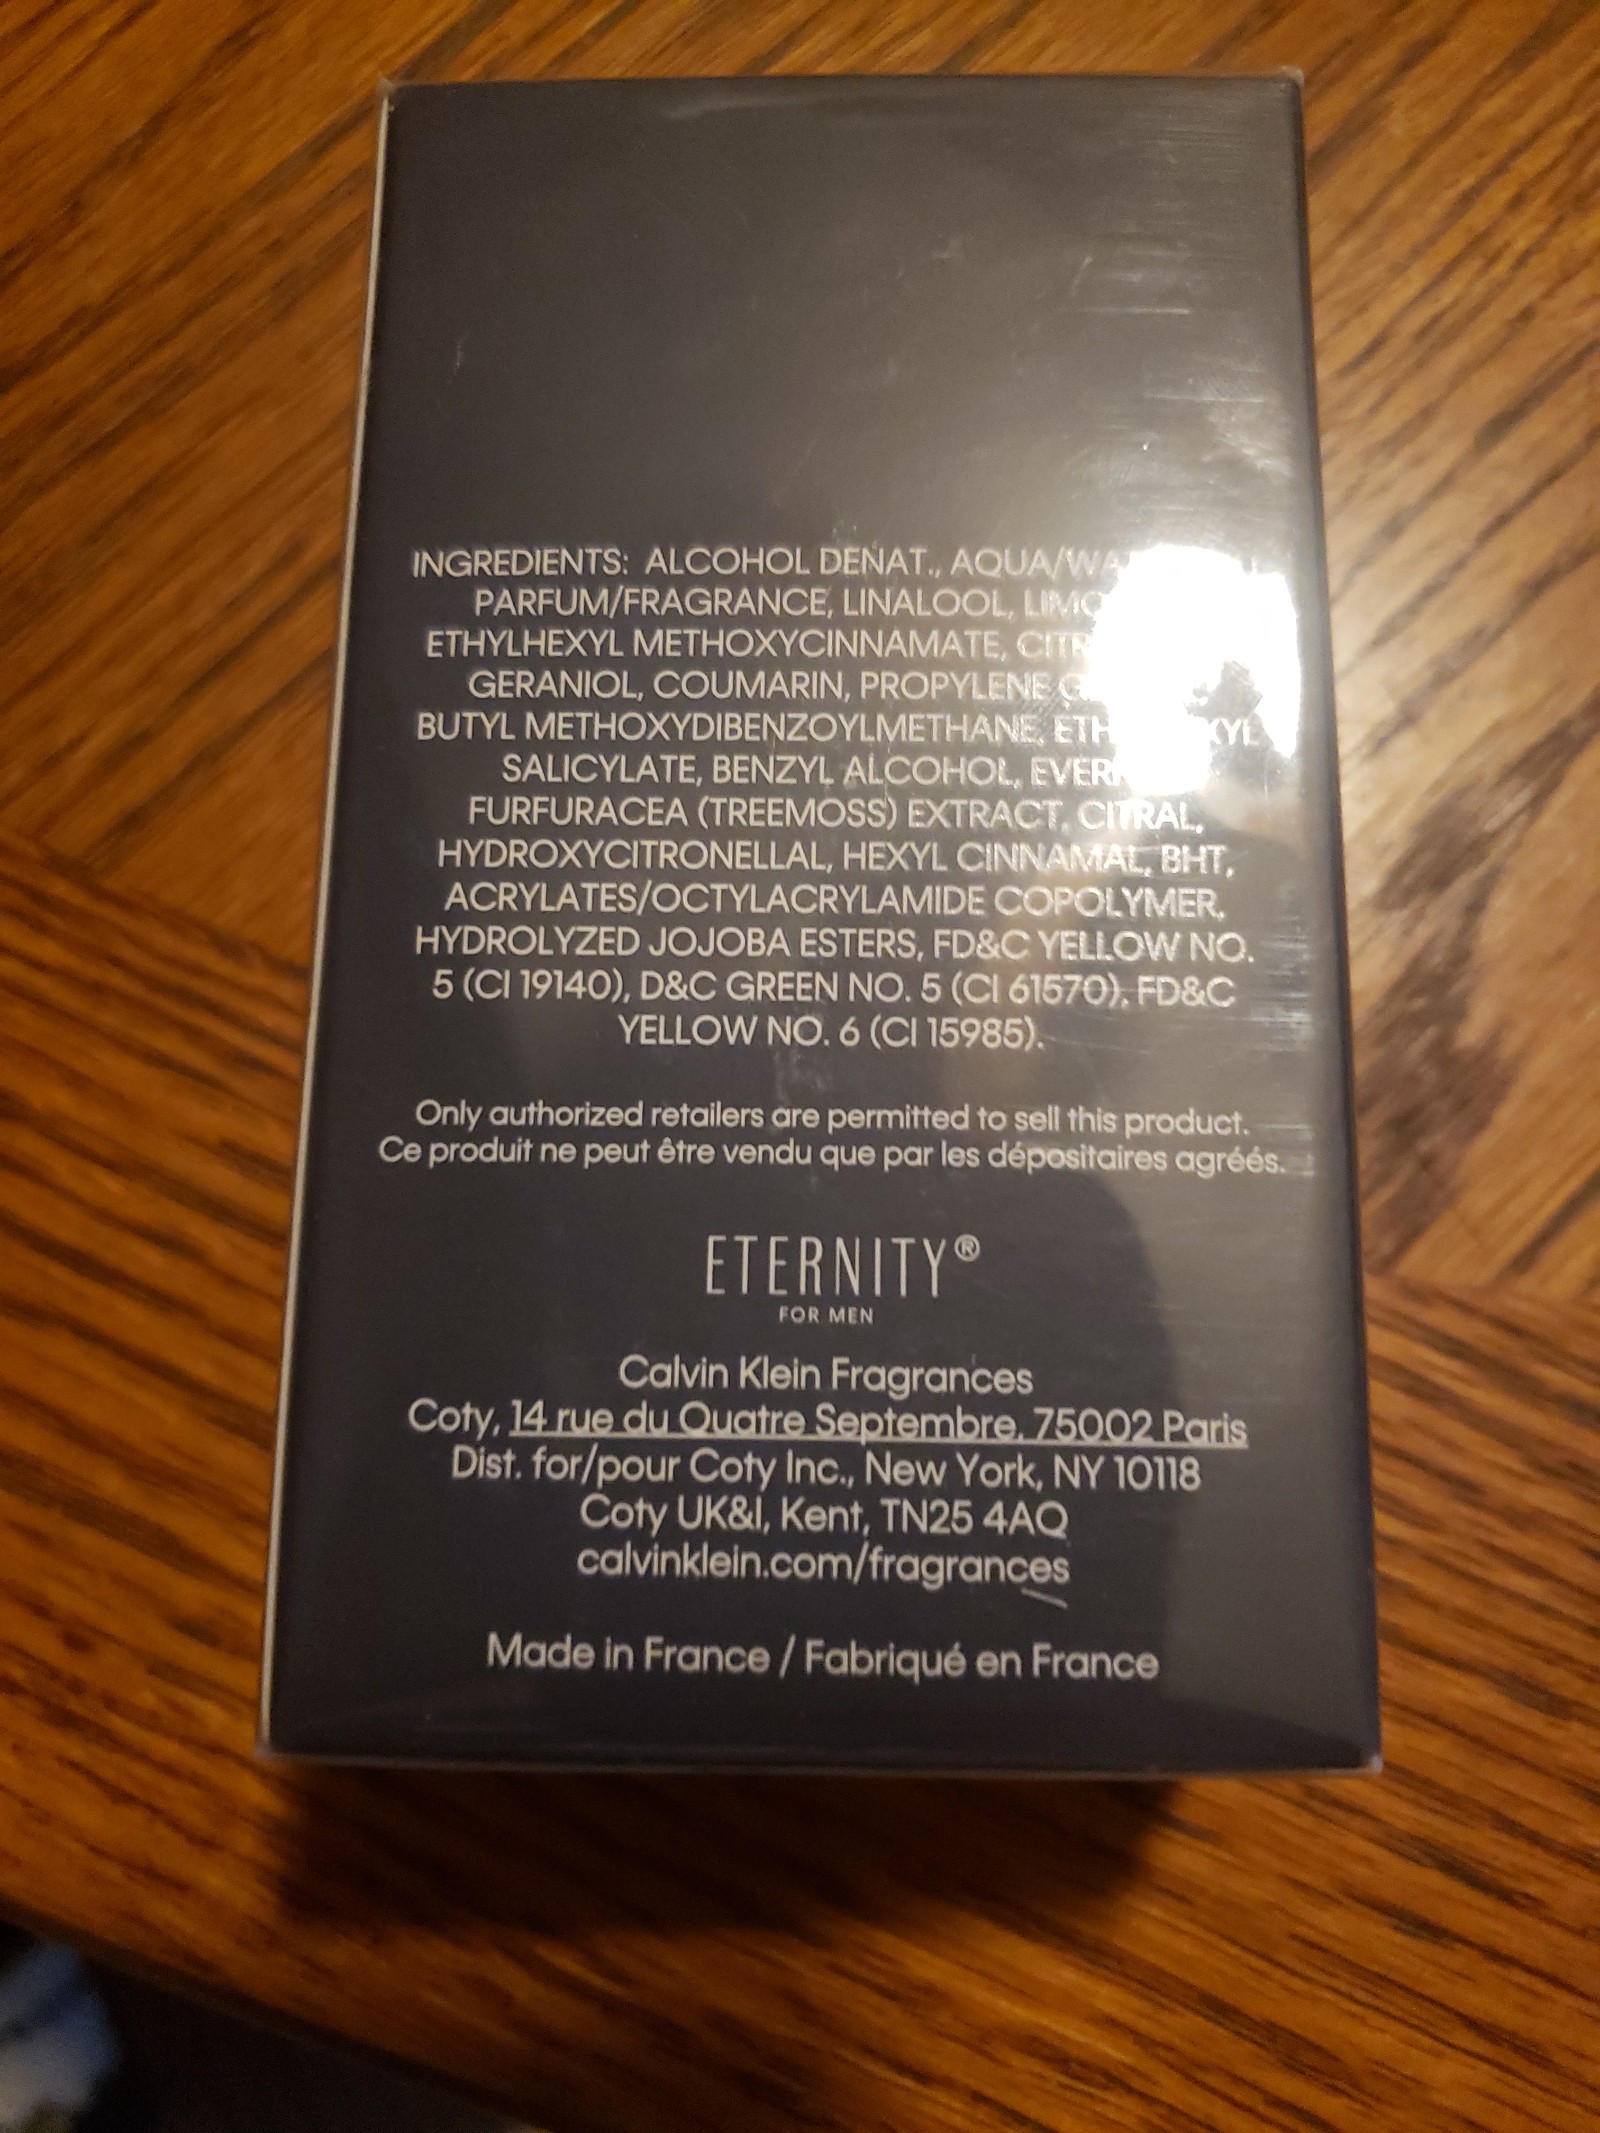 INGREDIENTS: ALCOHOL DENAT.,
PARFUM/FRAGRANCE, LINALOOL,
ETHYLHEXYL METHOXYCINNAMATE,
GERANIOL, COUMARIN, PROPYLENE
BUTYL METHOXYDIBENZOYLMETHANE,
SALICYLATE, BENZYL ALCOHOL,
FURFURACEA (TREEMOSS) EXTRACT, CITRAL,
HYDROXYCITRONELLAL, HEXYL CINNAMAL, BHT,
ACRYLATES/OCTYLACRYLAMIDE COPOLYMER,
HYDROLYZED JOJOBA ESTERS, FD&C YELLOW NO.
5 (CI 19140), D&C GREEN NO. 5 (CI 61570), FD&C
YELLOW NO. 6 (CI 15985).
Only authorized retailers are permitted to sell this product.
Ce produit ne peut être vendu que par les dépositaires agréés.
ETERNITY®
FOR MEN
Calvin Klein Fragrances
Coty, 14 rue du Quatre Septembre, 75002 Paris
Dist. for/pour Coty Inc., New York, NY 10118
Coty UK&I, Kent, TN25 4AQ
calvinklein.com/fragrances
Made in France / Fabriqué en France